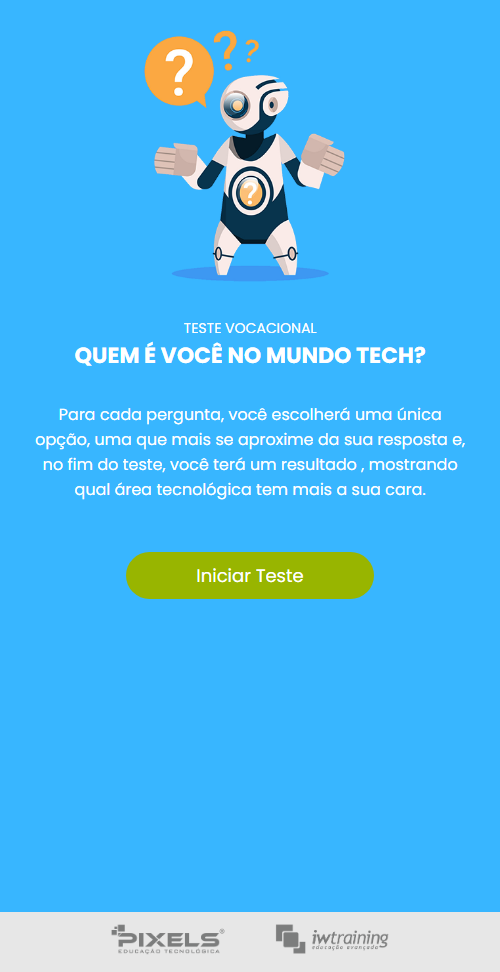 ? ? ?
?
TESTE VOCACIONAL
QUEM É VOCÊ NO MUNDO TECH?
Para cada pergunta, você escolherá uma única
opção, uma que mais se aproxime da sua resposta e,
no fim do teste, você terá um resultado , mostrando
qual área tecnológica tem mais a sua cara.
Iniciar Teste
PIXELS®
EDUCAÇÃO TECNOLÓGICA
iwtraining
educação avançada